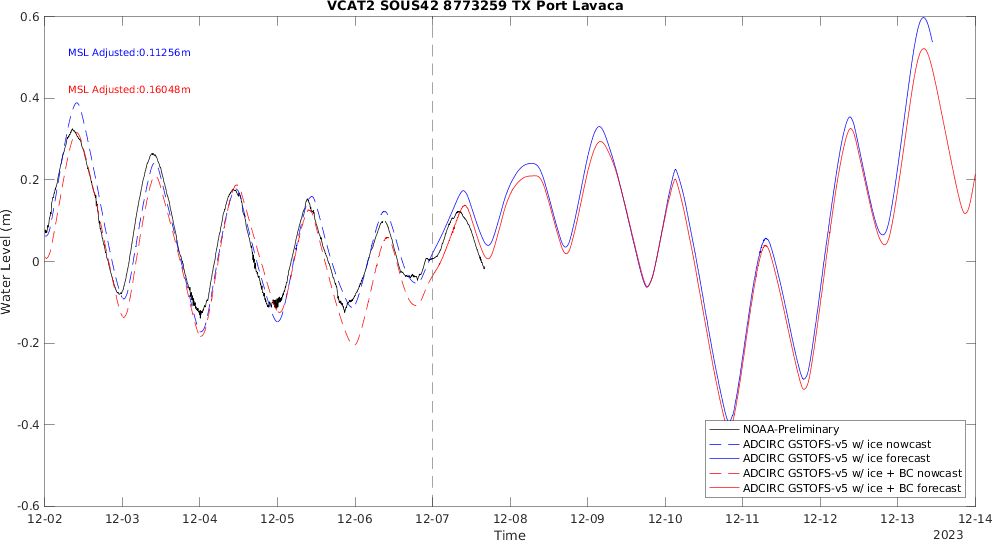 VCAT2 SOUS42 8773259 TX Port Lavaca
MSL Adjusted:0.11256m
MSL Adjusted:0.16048m
Water Level (m)
0.6
0.4
0.2
0
-0.2
-0.4
-0.6
NOAA-Preliminary
ADCIRC GSTOFS-v5 w/ ice nowcast
ADCIRC GSTOFS-v5 w/ ice forecast
ADCIRC GSTOFS-v5 w/ ice + BC nowcast
ADCIRC GSTOFS-v5 w/ ice + BC forecast
12-02 12-03 12-04 12-05 12-06 12-07 12-08 12-09 12-10 12-11 12-12 12-13 12-14
Time
2023